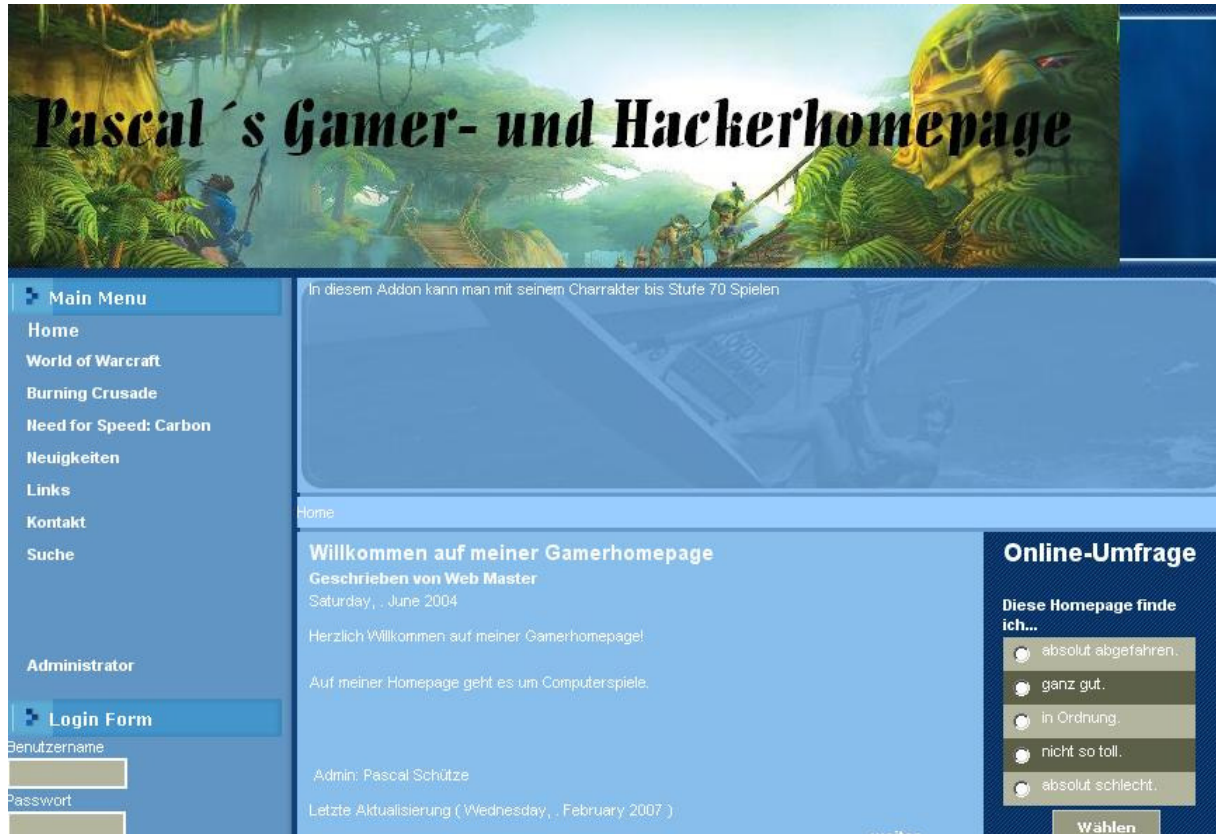 Pascal´s Gamer- und Hackerhomepage
Main Menu
Home
World of Warcraft
Burning Crusade
Need for Speed: Carbon
Neuigkeiten
Links
Kontakt
Suche
Administrator
Login Form
Benutzername
Passwort
In diesem Addon kann man mit seinem Charrakter bis Stufe 70 Spielen
Home
Willkommen auf meiner Gamerhomepage
Geschrieben von Web Master
Saturday, . June 2004
Herzlich Willkommen auf meiner Gamerhomepage!
Auf meiner Homepage geht es um Computerspiele.
Admin: Pascal Schütze
Letzte Aktualisierung ( Wednesday, . February 2007 )
Online-Umfrage
Diese Homepage finde
ich...
absolut abgefahren.
ganz gut.
in Ordnung.
nicht so toll.
absolut schlecht.
Wählen